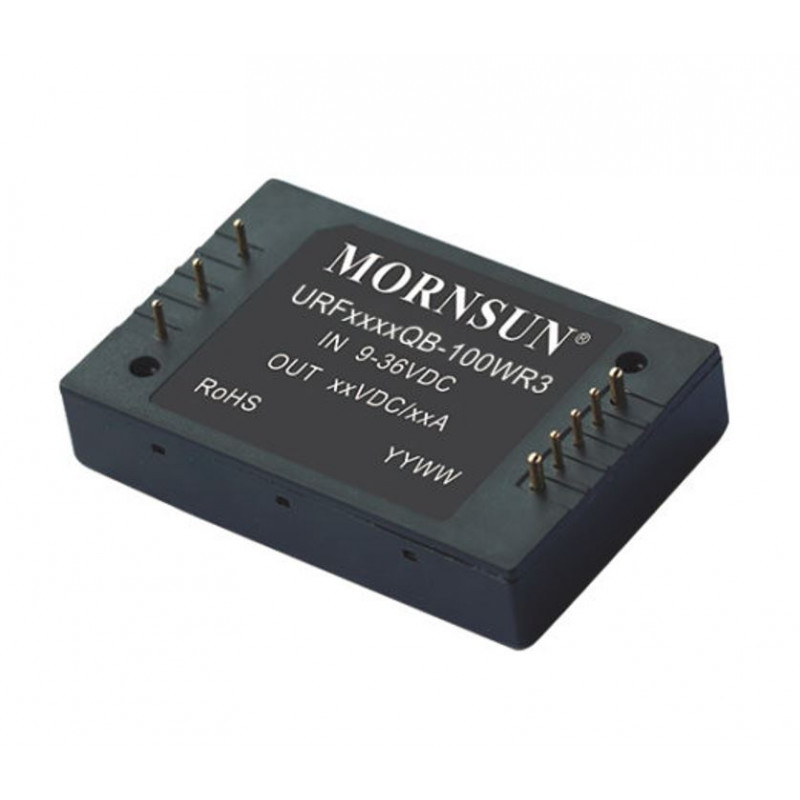 MORNSUN®
URFxxxxQB-100WR3
IN 9-36VDC
OUT xxVDC/xxA
RoHS
YYWW